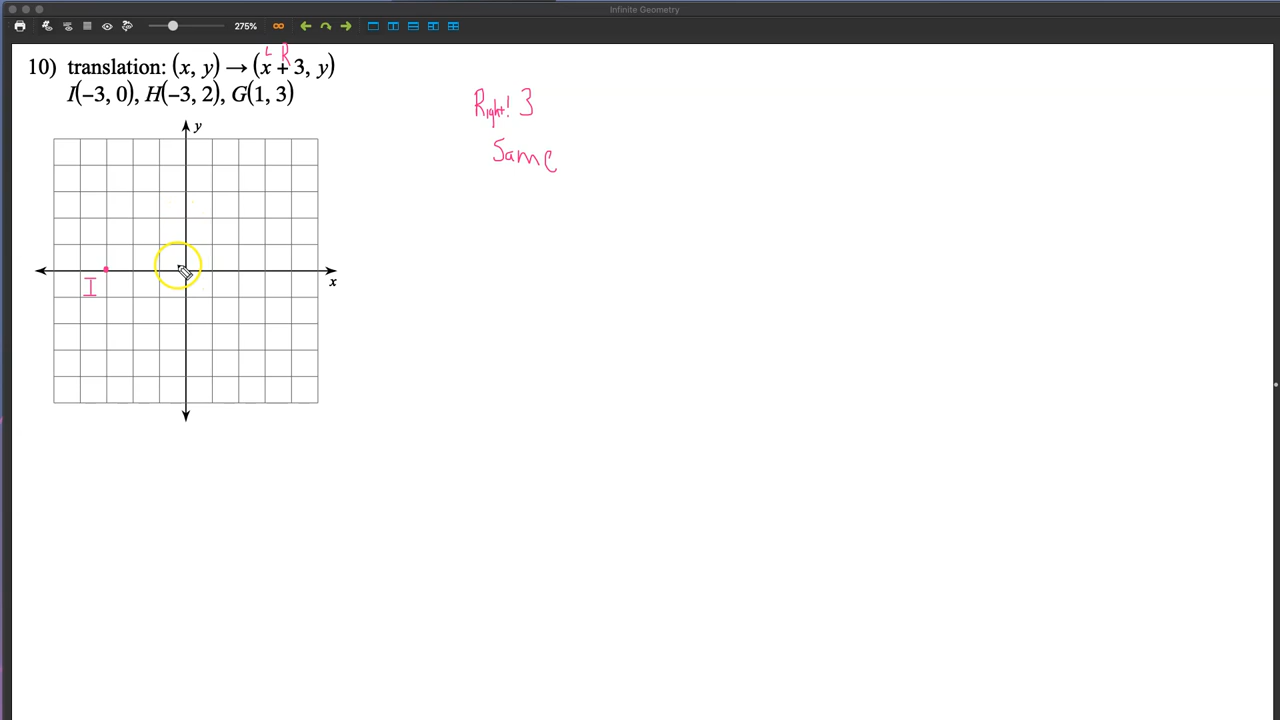 Infinite Geometry
275%
10) translation: (x, y) → (x + 3, y)
L R
I(−3, 0), H(−3, 2), G(1, 3)
Right! 3
Same
y
x
I